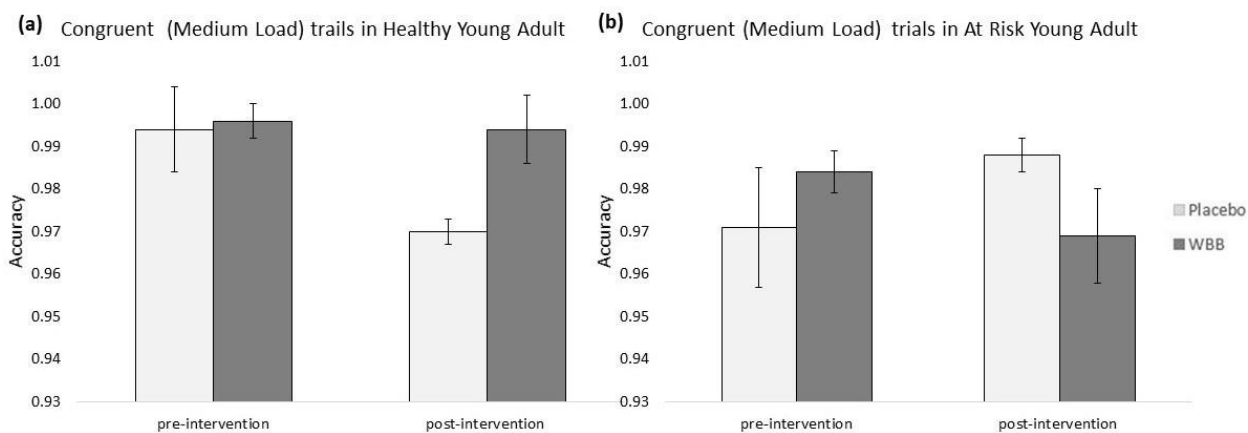 (a) Congruent (Medium Load) trails in Healthy Young Adult
1.01
1.00
0.99
0.98
0.97
0.96
0.95
0.94
0.93
Accuracy
pre-intervention
post-intervention
(b) Congruent (Medium Load) trials in At Risk Young Adult
1.01
1.00
0.99
0.98
0.97
0.96
0.95
0.94
0.93
Accuracy
pre-intervention
post-intervention
Placebo
WBB